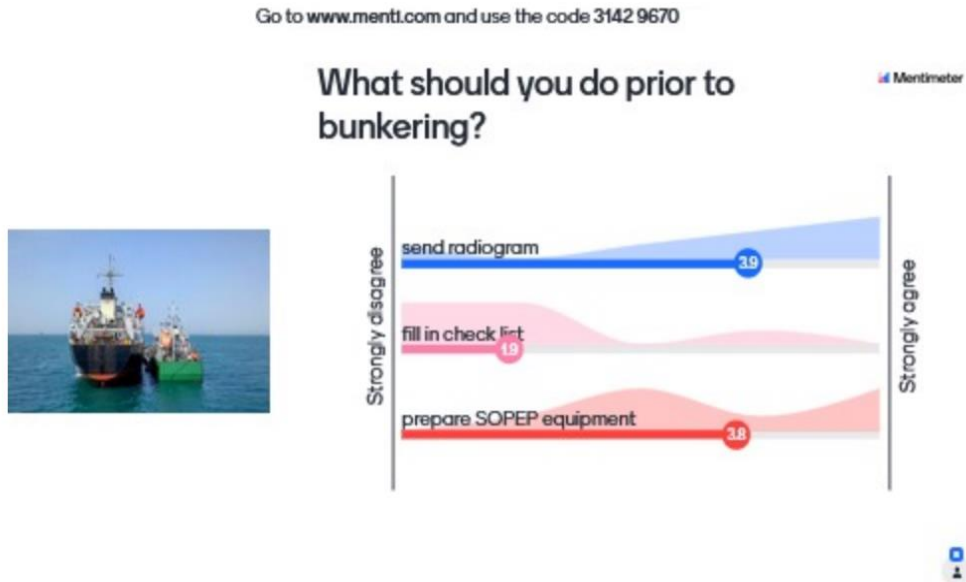 Go to www.menti.com and use the code 3142 9670
What should you do prior to
bunkering?
Mentimeter
Strongly disagree
send radiogram
3.9
fill in check list
1.9
prepare SOPEP equipment
3.8
Strongly agree